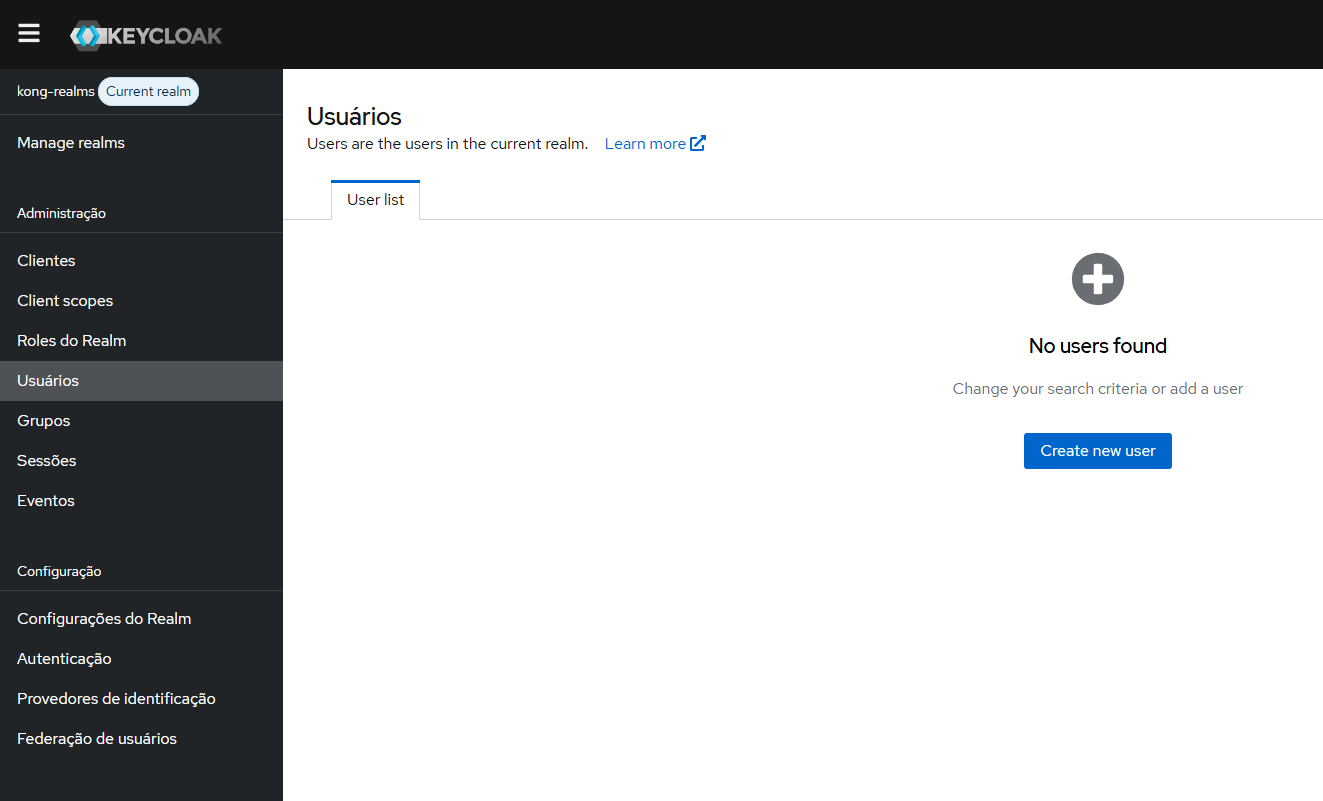 KEYCLOAK
kong-realms Current realm
Manage realms
Administração
Clientes
Client scopes
Roles do Realm
Usuários
Grupos
Sessões
Eventos
Configuração
Configurações do Realm
Autenticação
Provedores de identificação
Federação de usuários
Usuários
Users are the users in the current realm. Learn more
User list
No users found
Change your search criteria or add a user
Create new user